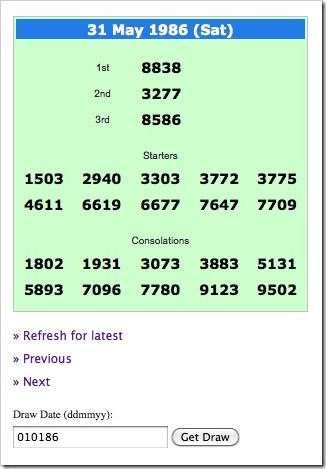 31 May 1986 (Sat)
1st 8838
2nd 3277
3rd 8586
Starters
1503 2940 3303 3772 3775
4611 6619 6677 7647 7709
Consolations
1802 1931 3073 3883 5131
5893 7096 7780 9123 9502
» Refresh for latest
» Previous
» Next
Draw Date (ddmmyy):
010186 Get Draw